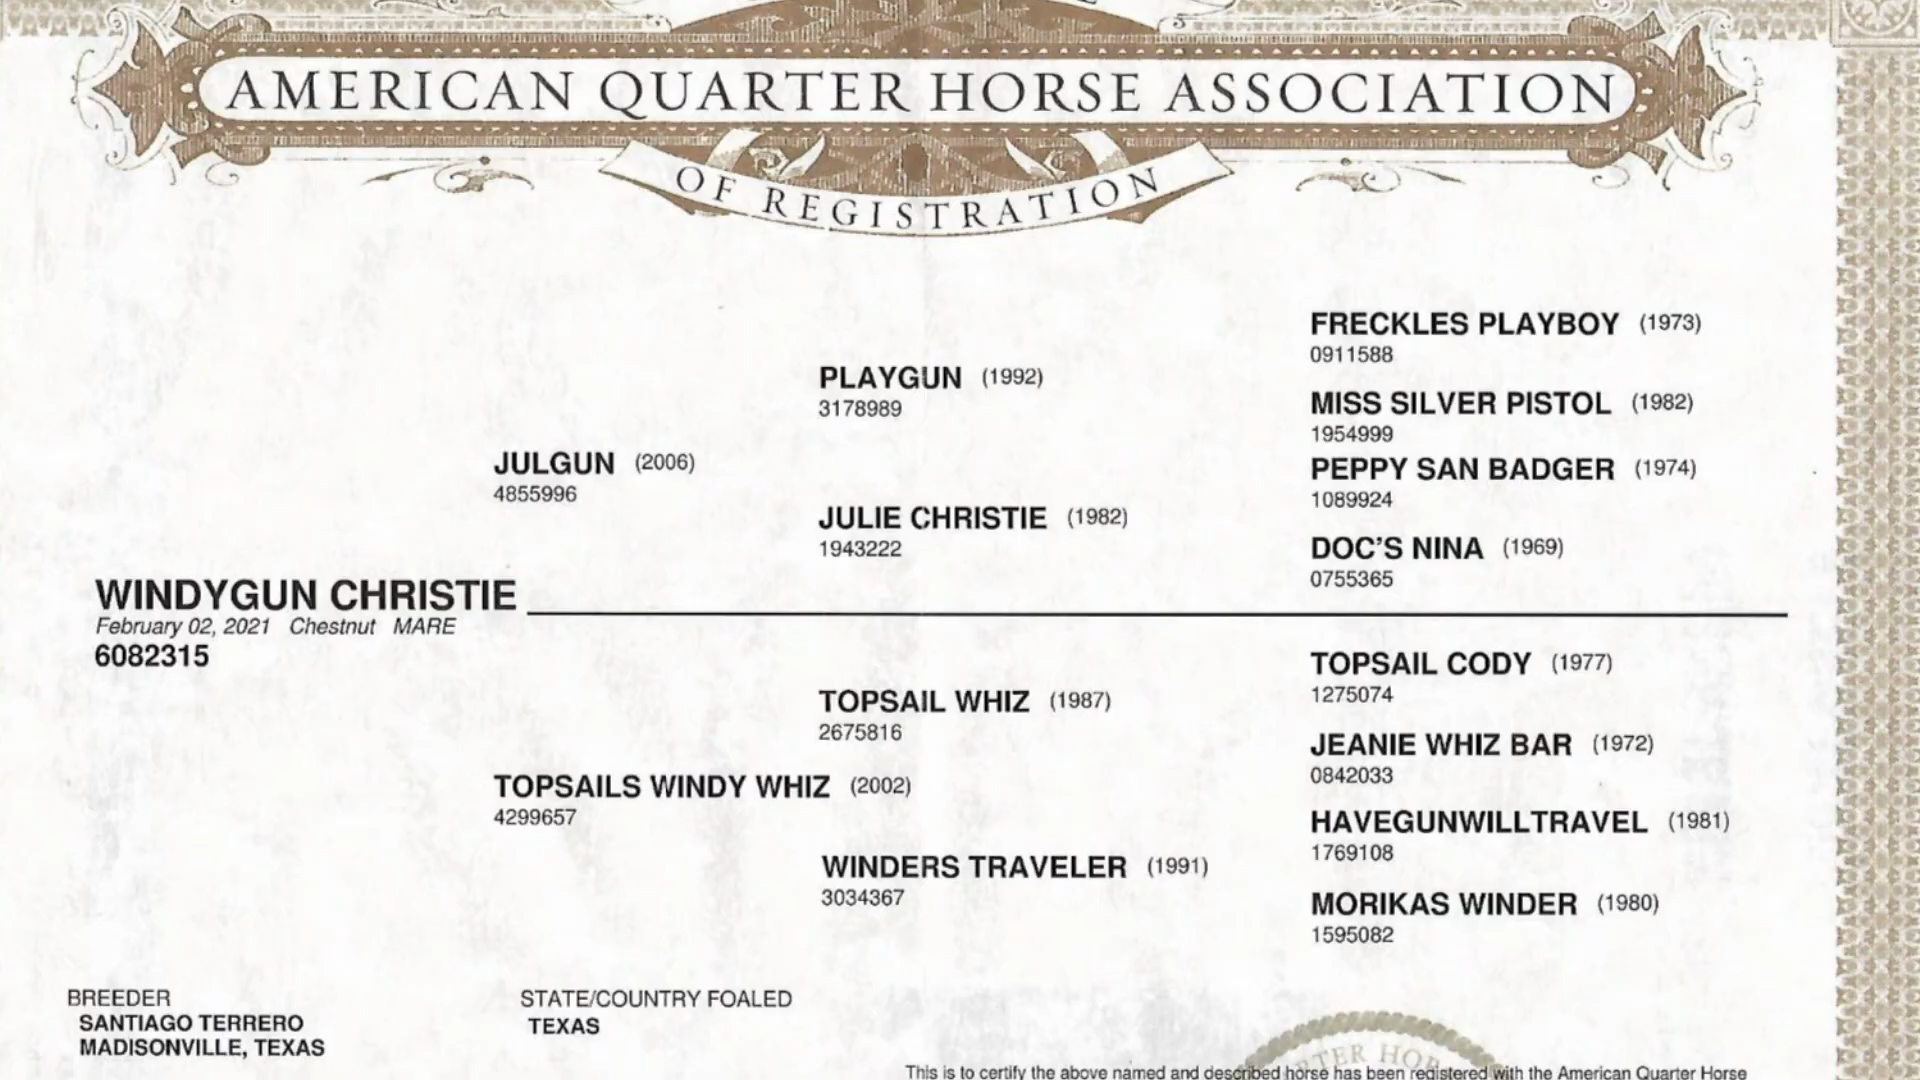 AMERICAN QUARTER HORSE ASSOCIATION
OF REGISTRATION
FRECKLES PLAYBOY (1973)
0911588
PLAYGUN (1992)
3178989
MISS SILVER PISTOL (1982)
1954999
JULGUN (2006)
4855996
PEPPY SAN BADGER (1974)
1089924
JULIE CHRISTIE (1982)
1943222
DOC'S NINA (1969)
0755365
WINDYGUN CHRISTIE
February 02, 2021 Chestnut MARE
6082315
TOPSAIL CODY (1977)
1275074
TOPSAIL WHIZ (1987)
2675816
JEANIE WHIZ BAR (1972)
0842033
TOPSAILS WINDY WHIZ (2002)
4299657
HAVEGUNWILLTRAVEL (1981)
1769108
WINDERS TRAVELER (1991)
3034367
MORIKAS WINDER (1980)
1595082
BREEDER
SANTIAGO TERRERO
MADISONVILLE, TEXAS
STATE/COUNTRY FOALED
TEXAS
This is to certify the above named and described horse has been registered with the American Quarter Horse